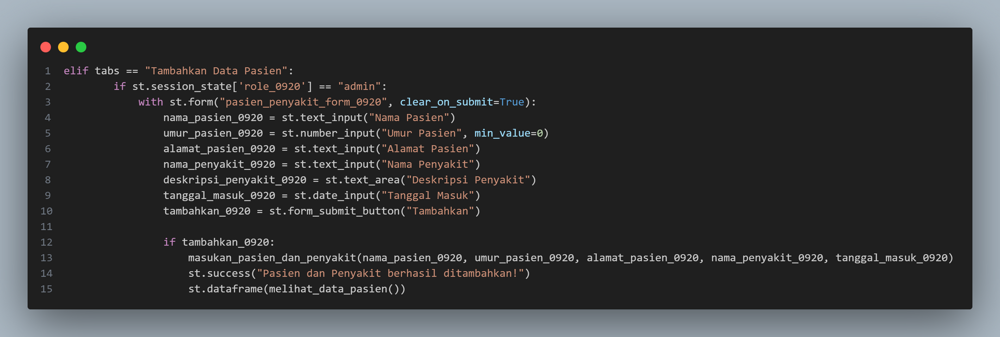 1 elif tabs == "Tambahkan Data Pasien":
2         if st.session_state['role_0920'] == "admin":
3             with st.form("pasien_penyakit_form_0920", clear_on_submit=True):
4                 nama_pasien_0920 = st.text_input("Nama Pasien")
5                 umur_pasien_0920 = st.number_input("Umur Pasien", min_value=0)
6                 alamat_pasien_0920 = st.text_input("Alamat Pasien")
7                 nama_penyakit_0920 = st.text_input("Nama Penyakit")
8                 deskripsi_penyakit_0920 = st.text_area("Deskripsi Penyakit")
9                 tanggal_masuk_0920 = st.date_input("Tanggal Masuk")
10                 tambahkan_0920 = st.form_submit_button("Tambahkan")
11
12                 if tambahkan_0920:
13                     masukan_pasien_dan_penyakit(nama_pasien_0920, umur_pasien_0920, alamat_pasien_0920, nama_penyakit_0920, tanggal_masuk_0920)
14                     st.success("Pasien dan Penyakit berhasil ditambahkan!")
15                     st.dataframe(melihat_data_pasien())